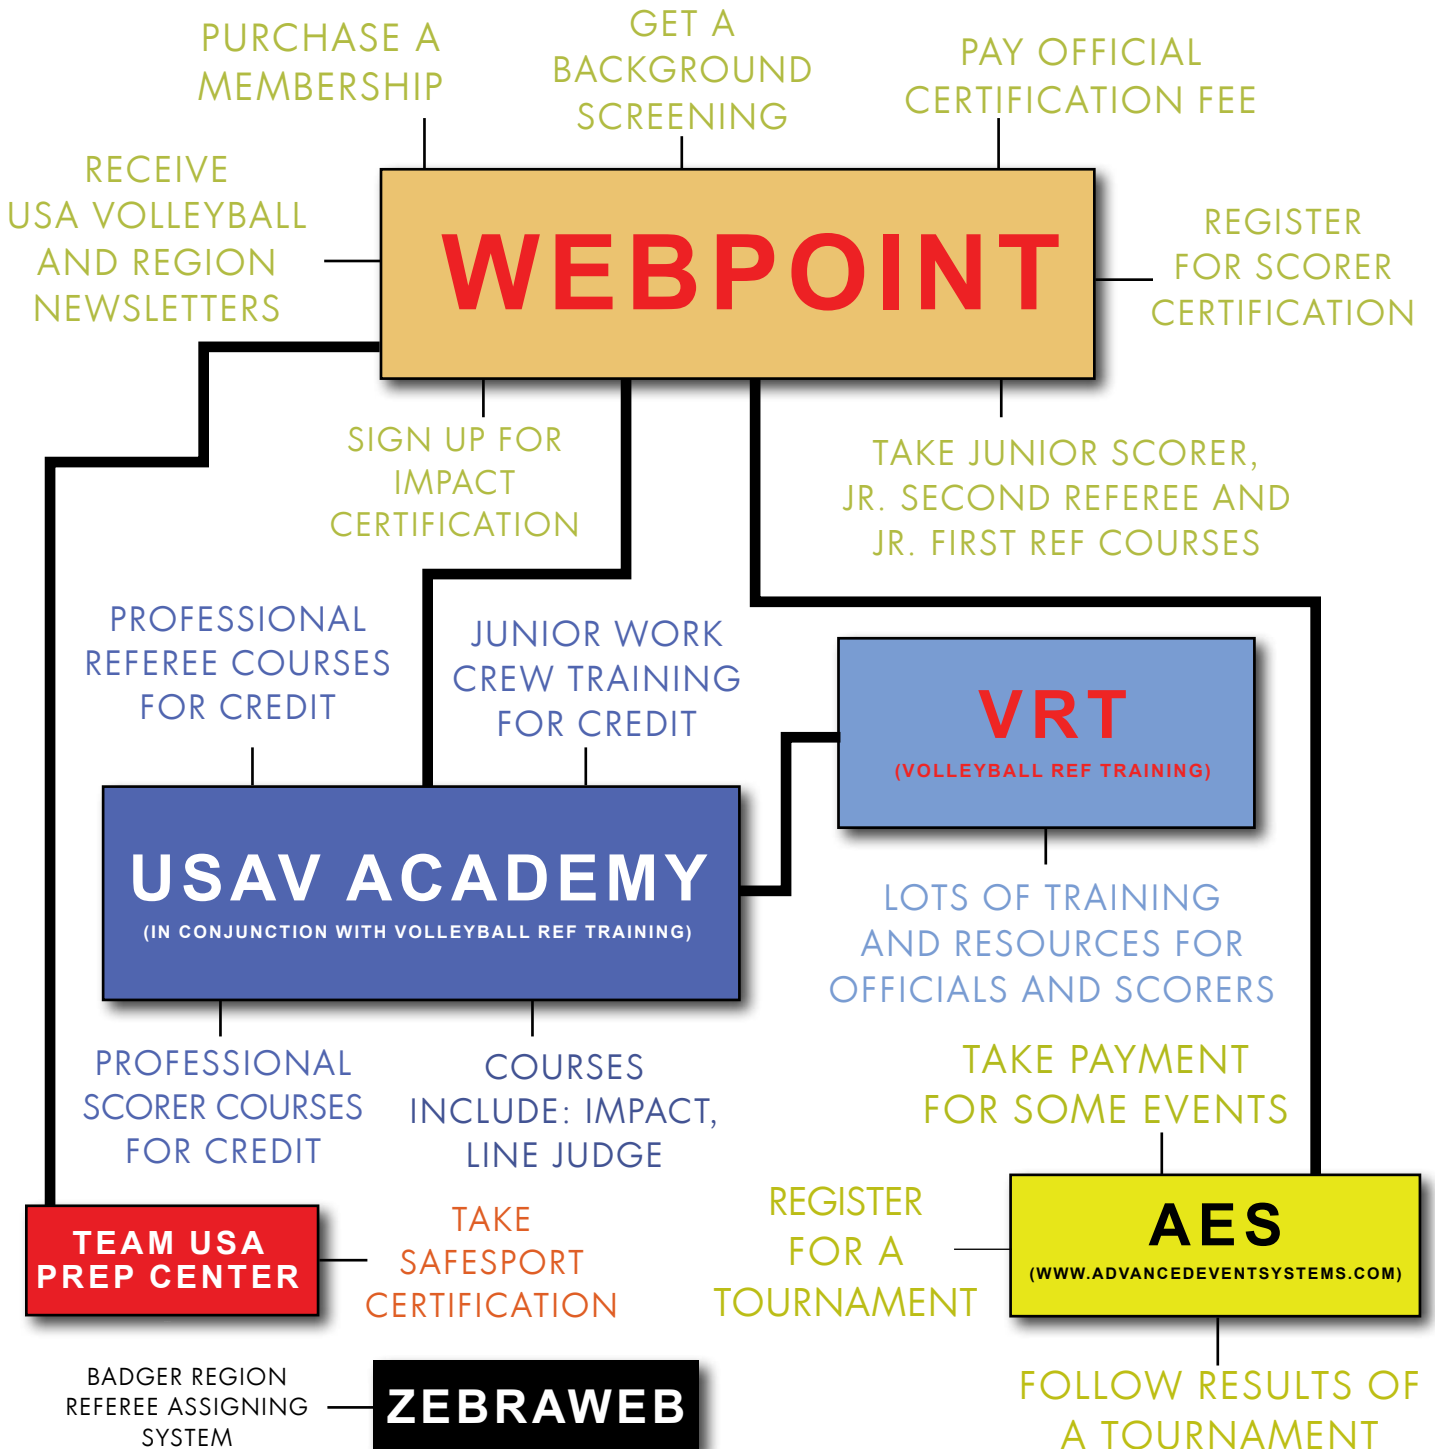 PURCHASE A
MEMBERSHIP
GET A
BACKGROUND
SCREENING
PAY OFFICIAL
CERTIFICATION FEE
RECEIVE
USA VOLLEYBALL
AND REGION
NEWSLETTERS
WEBPOINT
REGISTER
FOR SCORER
CERTIFICATION
SIGN UP FOR
IMPACT
CERTIFICATION
TAKE JUNIOR SCORER,
JR. SECOND REFEREE AND
JR. FIRST REF COURSES
PROFESSIONAL
REFEREE COURSES
FOR CREDIT
JUNIOR WORK
CREW TRAINING
FOR CREDIT
VRT
(VOLLEYBALL REF TRAINING)
USAV ACADEMY
(IN CONJUNCTION WITH VOLLEYBALL REF TRAINING)
LOTS OF TRAINING
AND RESOURCES FOR
OFFICIALS AND SCORERS
PROFESSIONAL
SCORER COURSES
FOR CREDIT
COURSES
INCLUDE: IMPACT,
LINE JUDGE
TAKE PAYMENT
FOR SOME EVENTS
TEAM USA
PREP CENTER
TAKE
SAFESPORT
CERTIFICATION
REGISTER
FOR A
TOURNAMENT
AES
(WWW.ADVANCEDEVENTSYSTEMS.COM)
BADGER REGION
REFEREE ASSIGNING
SYSTEM
ZEBRAWEB
FOLLOW RESULTS OF
A TOURNAMENT